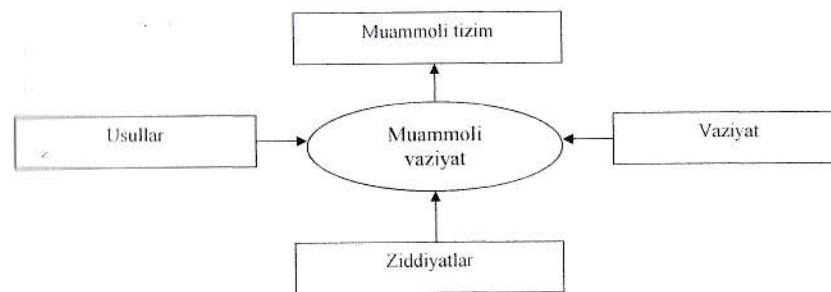 Muammoli tizim
Usullar
Muammoli
vaziyat
Vaziyat
Ziddiyatlar